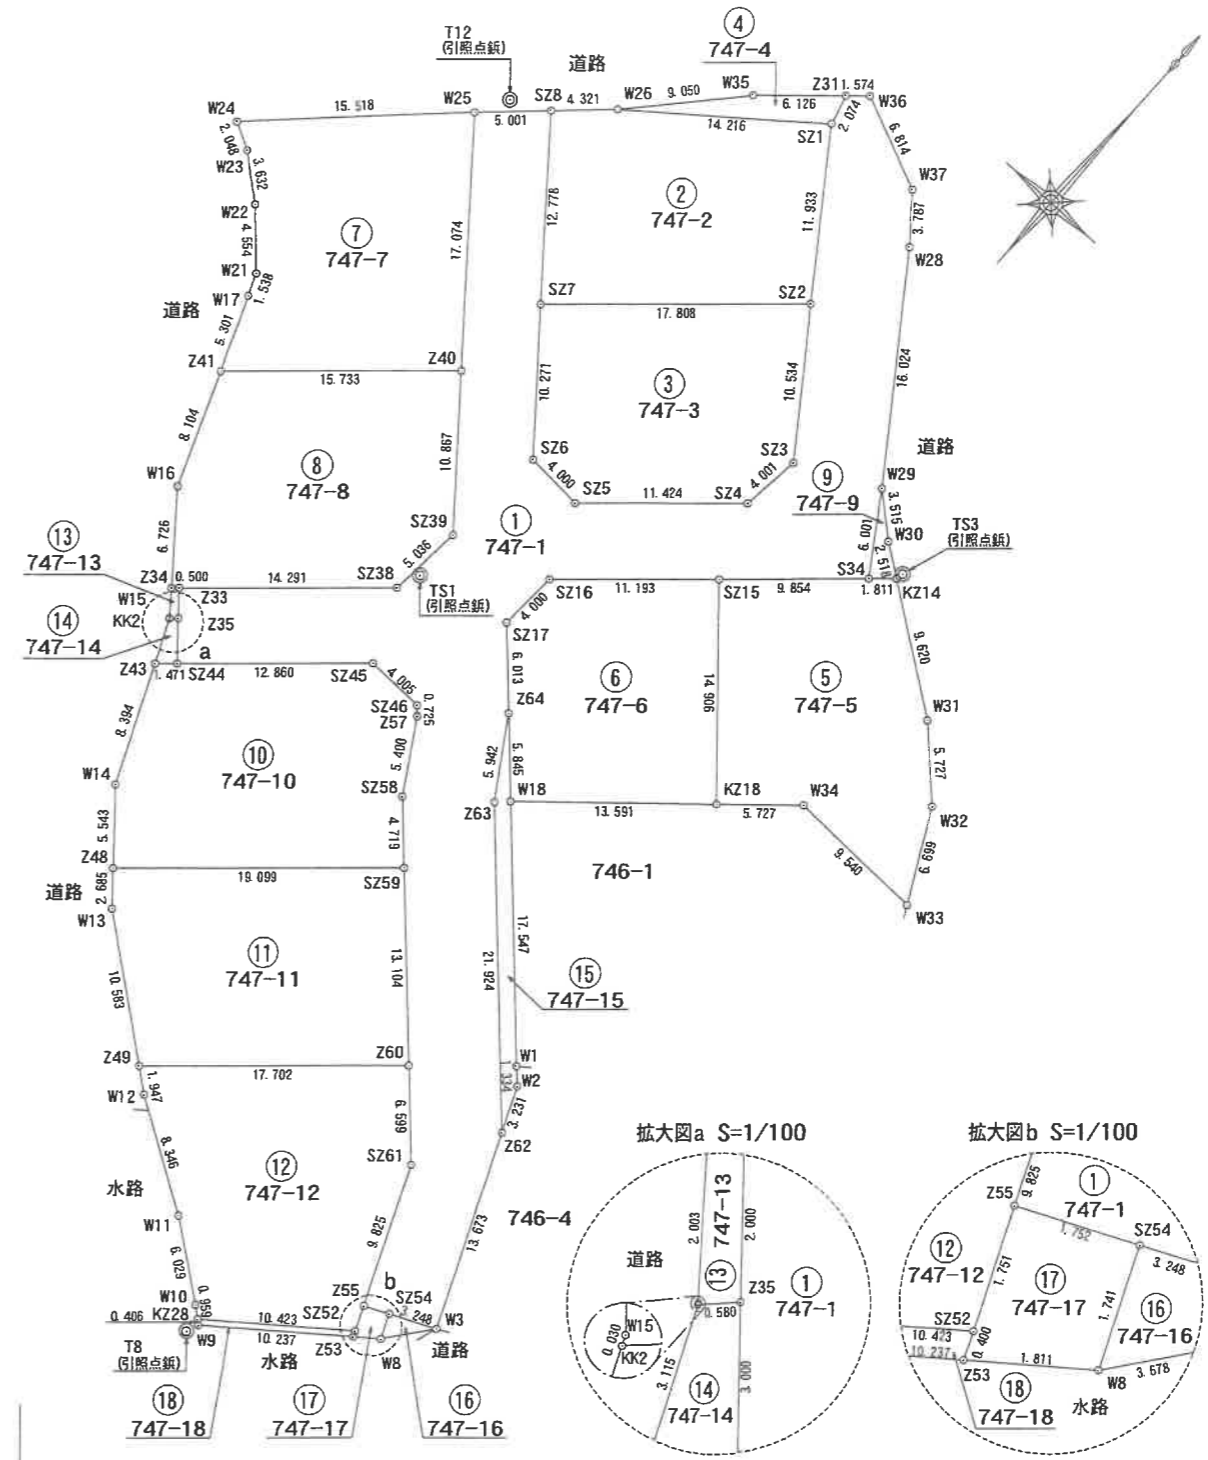 T12
(引照点鋲)
道路
④
747-4
W24
15.518
W25
5.001
SZ8
4.321
W26
9.050
W35
6.126
Z31
1.574
W36
2.048
W23
3.632
W22
4.554
W21
1.538
W17
道路
5.301
Z41
⑦
747-7
17.074
12.778
14.216
SZ1
2.074
6.814
W37
3.787
W28
②
747-2
11.933
SZ7
SZ2
17.808
15.733
Z40
③
747-3
10.271
10.534
16.024
8.104
10.867
W16
⑧
747-8
SZ6
4.000
SZ5
11.424
SZ4
4.001
SZ3
⑨
747-9
道路
W29
3.515
W30
9.001
2.518
TS3
(引照点鋲)
SZ39
①
747-1
5.036
6.726
⑬
747-13
Z34
0.500
Z33
14.291
SZ38
TS1
(引照点鋲)
W15
KK2
Z35
⑭
747-14
a
Z43
1.471
SZ44
12.860
SZ45
4.005
SZ46
0.725
Z57
SZ16
11.193
SZ15
9.854
S34
1.811
KZ14
4.000
SZ17
6.013
Z64
⑥
747-6
14.906
⑤
747-5
9.620
W31
5.727
W32
8.394
⑩
747-10
5.400
SZ58
5.942
5.845
Z63
W18
13.591
KZ18
5.727
W34
9.540
6.699
W33
W14
5.543
4.719
Z48
19.099
SZ59
道路
2.685
W13
746-1
⑪
747-11
13.104
17.547
21.924
⑮
747-15
10.583
Z49
17.702
Z60
W1
1.334
W2
1.947
W12
3.231
Z62
6.599
8.346
SZ61
⑫
747-12
水路
W11
9.825
13.673
746-4
6.029
b
W10
0.959
Z55
SZ54
3.248
0.406
KZ28
10.423
SZ52
W3
W9
10.237
Z53
W8
道路
T8
(引照点鋲)
水路
⑱
747-18
⑰
747-17
⑯
747-16
拡大図a S=1/100
747-13
2.003
2.000
道路
⑬
Z35
①
747-1
0.580
W15
0.030
KK2
3.115
3.000
⑭
747-14
拡大図b S=1/100
9.825
Z55
①
747-1
1.752
SZ54
3.248
⑫
747-12
1.751
⑰
747-17
1.741
⑯
747-16
SZ52
10.423
0.400
10.237
Z53
1.811
W8
3.578
⑱
747-18
水路